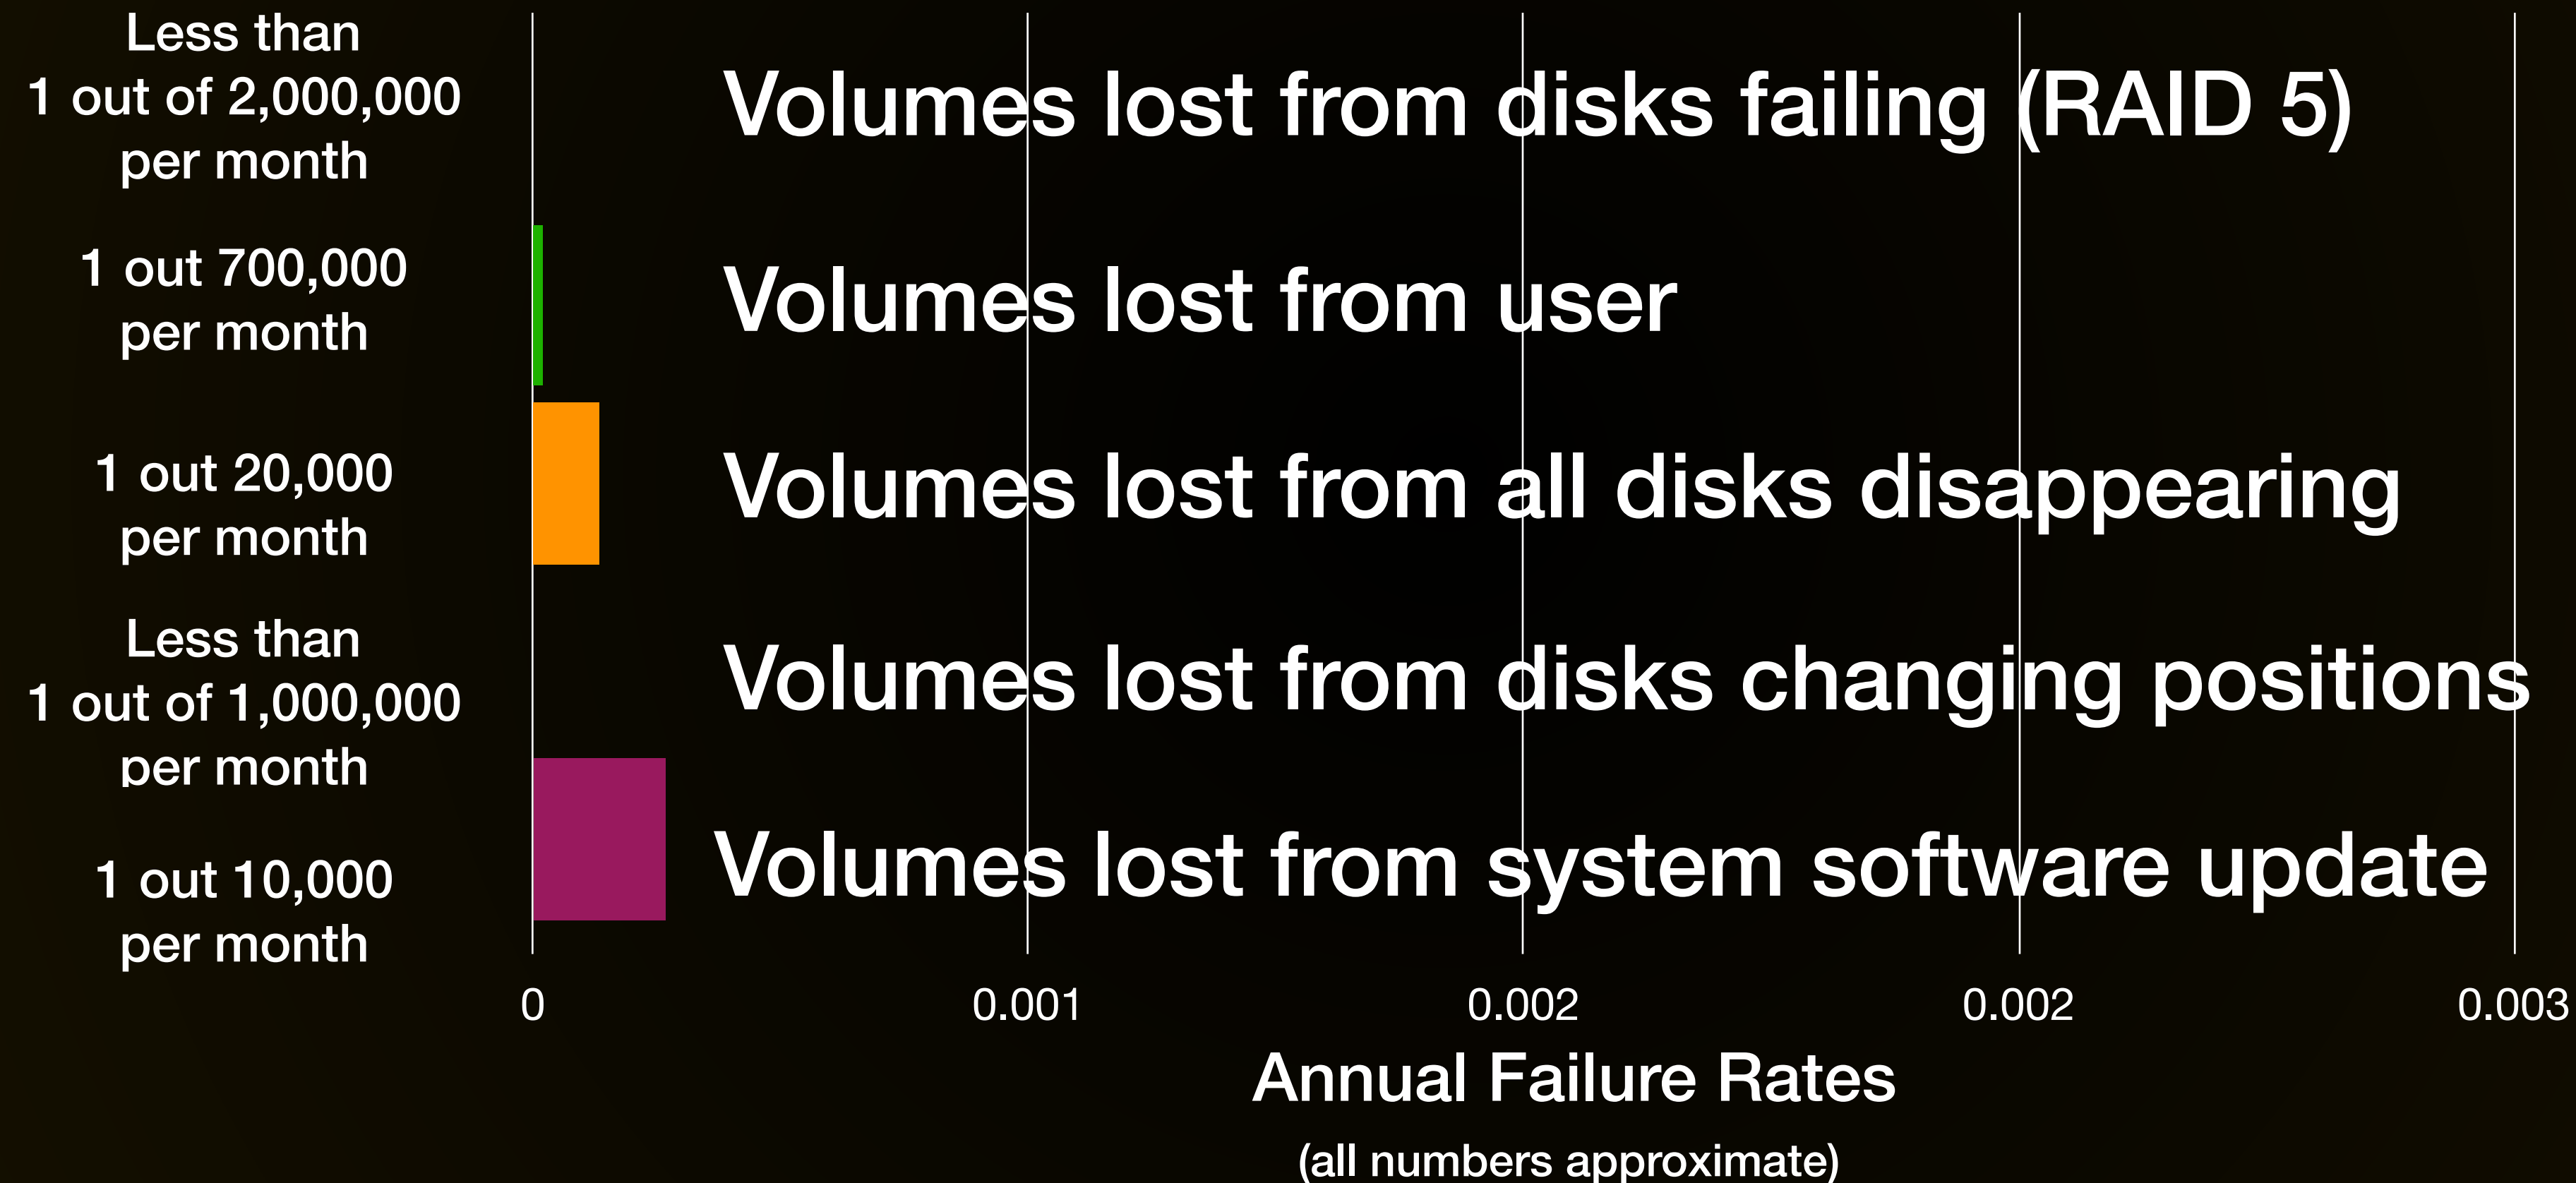 Less than
1 out of 2,000,000
per month
Volumes lost from disks failing (RAID 5)
1 out 700,000
per month
Volumes lost from user
1 out 20,000
per month
Volumes lost from all disks disappearing
Less than
1 out of 1,000,000
per month
Volumes lost from disks changing positions
1 out 10,000
per month
Volumes lost from system software update
0 0.001 0.002 0.002 0.003
Annual Failure Rates
(all numbers approximate)